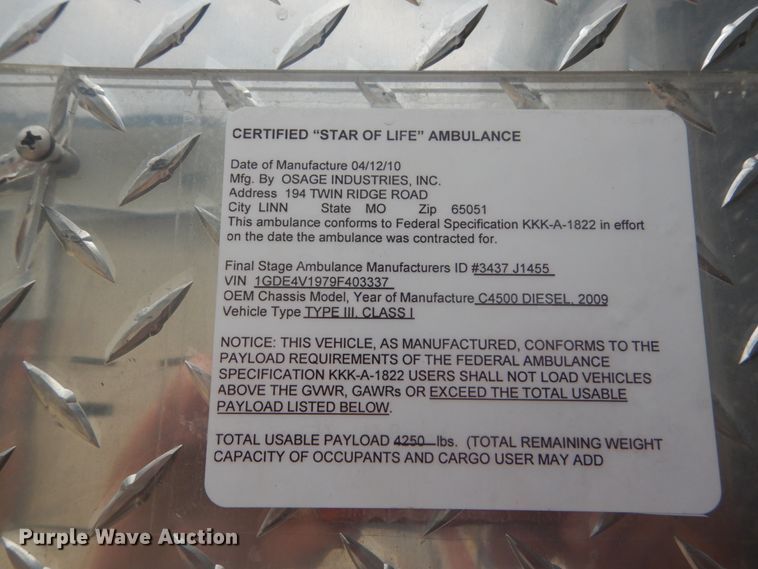 CERTIFIED "STAR OF LIFE" AMBULANCE
Date of Manufacture 04/12/10
Mfg. By OSAGE INDUSTRIES, INC.
Address 194 TWIN RIDGE ROAD
City LINN State MO Zip 65051
This ambulance conforms to Federal Specification KKK-A-1822 in effort
on the date the ambulance was contracted for.
Final Stage Ambulance Manufacturers ID #3437 J1455
VIN 1GDE4V1979F403337
OEM Chassis Model, Year of Manufacture C4500 DIESEL, 2009
Vehicle Type TYPE III, CLASS I
NOTICE: THIS VEHICLE, AS MANUFACTURED, CONFORMS TO THE
PAYLOAD REQUIREMENTS OF THE FEDERAL AMBULANCE
SPECIFICATION KKK-A-1822 USERS SHALL NOT LOAD VEHICLES
ABOVE THE GVWR, GAWRs OR EXCEED THE TOTAL USABLE
PAYLOAD LISTED BELOW.
TOTAL USABLE PAYLOAD 4250 lbs. (TOTAL REMAINING WEIGHT
CAPACITY OF OCCUPANTS AND CARGO USER MAY ADD
Purple Wave Auction